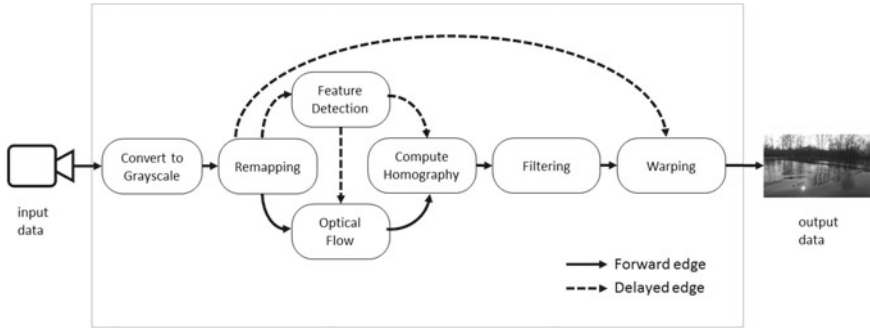 Feature
Detection
Convert to
Grayscale
Remapping
Compute
Homography
Filtering
Warping
Optical
Flow
input
data
output
data
Forward edge
Delayed edge